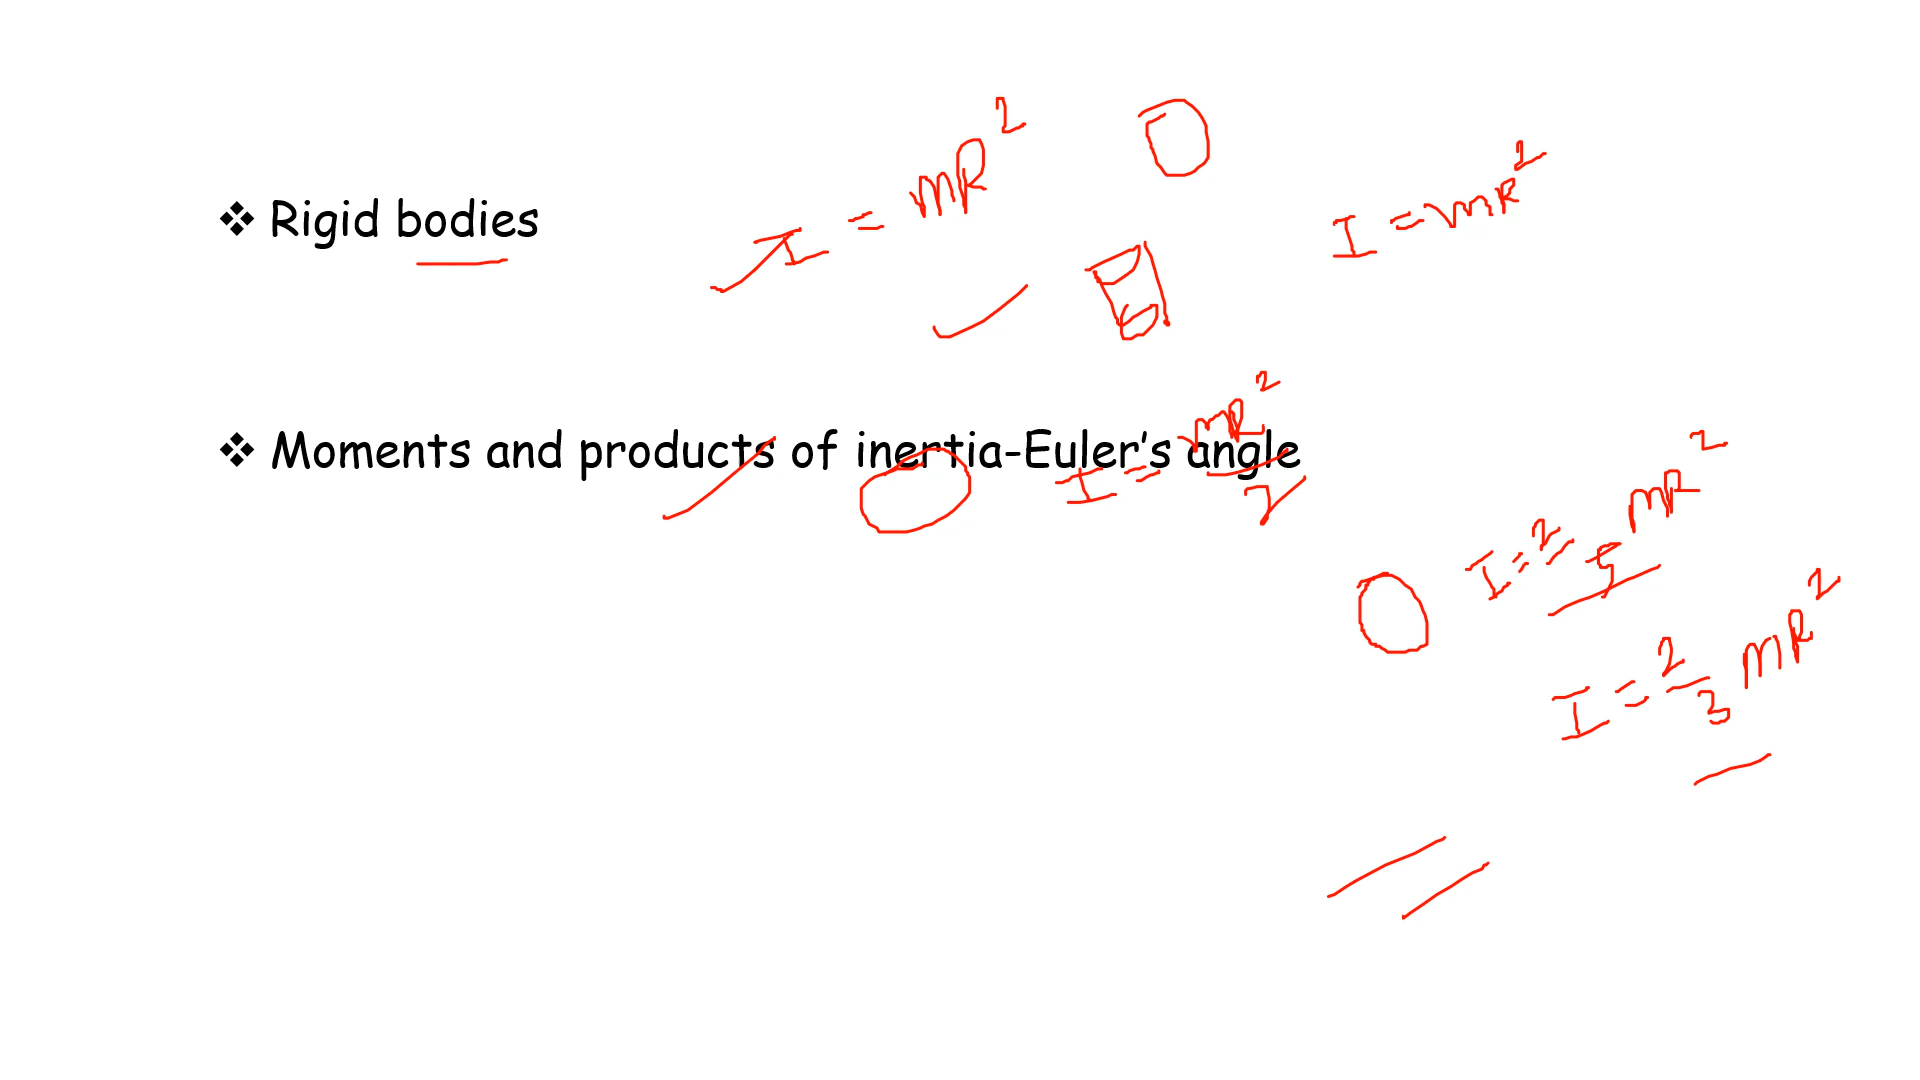 ❖ Rigid bodies
I = mR²
I = mR²
❖ Moments and products of inertia-Euler's angle
I = mR²/2
I = 2/5 mR²
I = 2/3 mR²